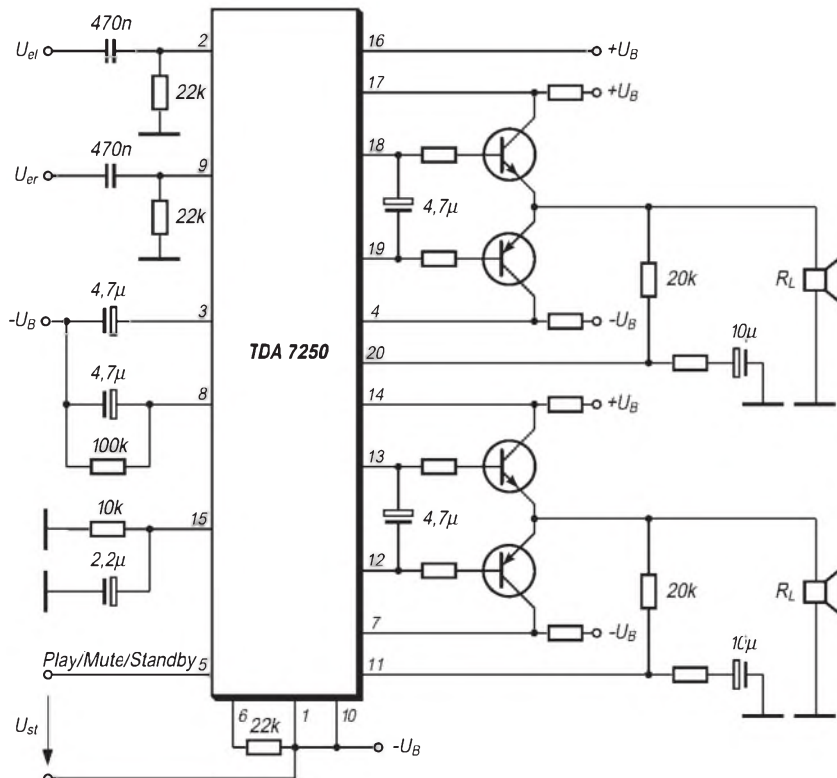 470n
U_el
2
22k
470n
U_er
9
22k
4,7µ
-U_B
3
4,7µ
8
100k
10k
15
2,2µ
Play/Mute/Standby
5
U_st
TDA 7250
6
22k
1
10
-U_B
16
+U_B
17
+U_B
18
4,7µ
19
20k
R_L
4
-U_B
10µ
20
14
+U_B
13
4,7µ
12
20k
R_L
7
-U_B
10µ
11